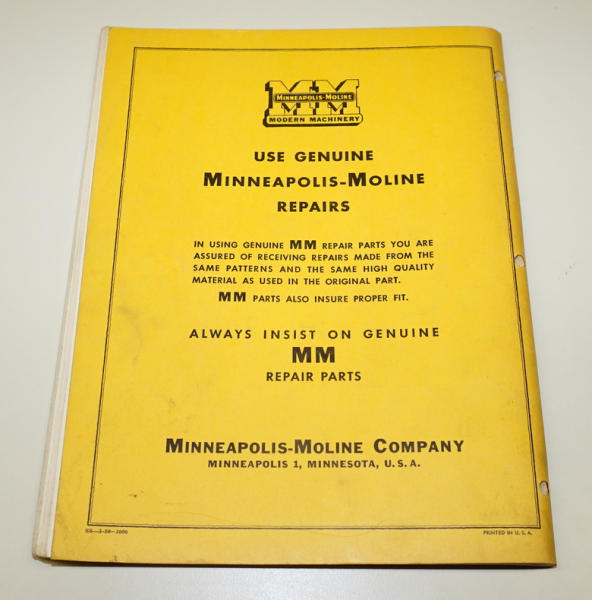 MM
MINNEAPOLIS-MOLINE
MODERN MACHINERY
USE GENUINE
MINNEAPOLIS-MOLINE
REPAIRS
IN USING GENUINE MM REPAIR PARTS YOU ARE
ASSURED OF RECEIVING REPAIRS MADE FROM THE
SAME PATTERNS AND THE SAME HIGH QUALITY
MATERIAL AS USED IN THE ORIGINAL PART.
MM PARTS ALSO INSURE PROPER FIT.
ALWAYS INSIST ON GENUINE
MM
REPAIR PARTS
MINNEAPOLIS-MOLINE COMPANY
MINNEAPOLIS 1, MINNESOTA, U.S.A.
PRINTED IN U.S.A.